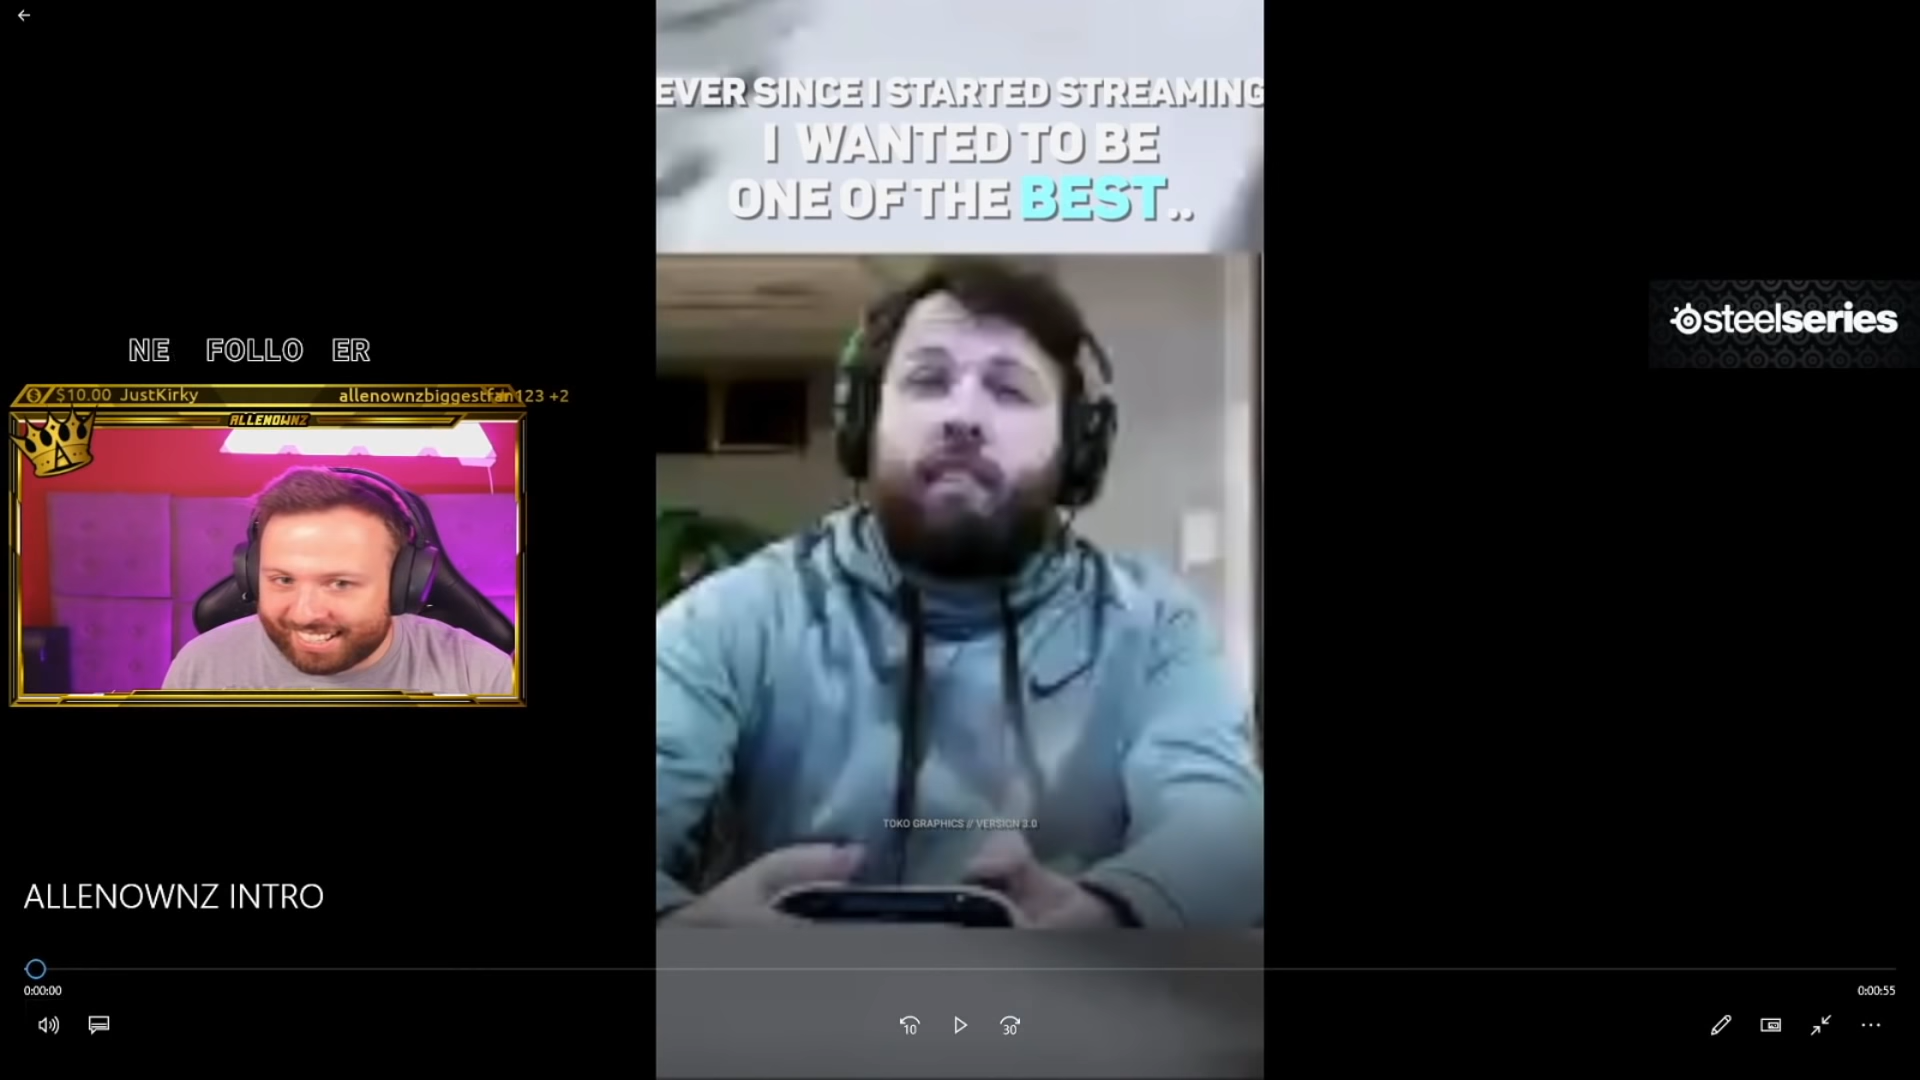 EVER SINCE I STARTED STREAMING
I WANTED TO BE
ONE OF THE BEST..
steelseries
NE FOLLO ER
$10.00 JustKirky
allenownzbiggestfan123 +2
ALLENOWNZ
A
TOKO GRAPHICS // VERSION 3.0
ALLENOWNZ INTRO
0:00:00
0:00:55
10
30